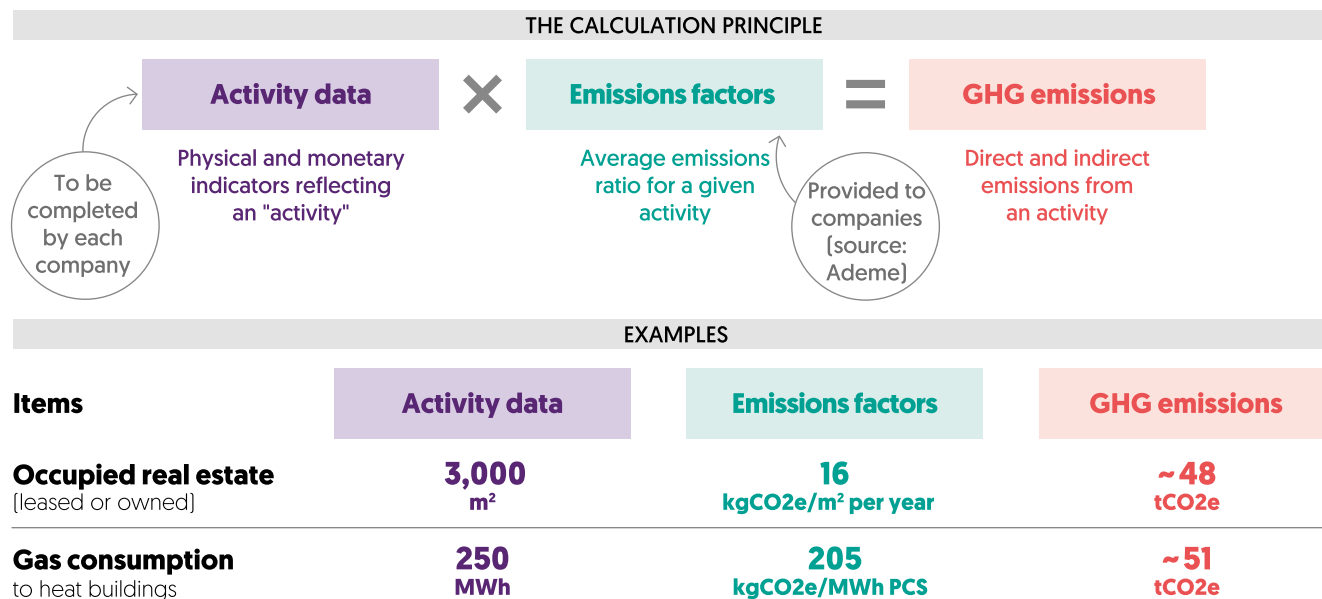 THE CALCULATION PRINCIPLE
Activity data × Emissions factors = GHG emissions
To be
completed
by each
company
Physical and monetary
indicators reflecting
an "activity"
Average emissions
ratio for a given
activity
Provided to
companies
(source:
Ademe)
Direct and indirect
emissions from
an activity
EXAMPLES
Items Activity data Emissions factors GHG emissions
Occupied real estate
(leased or owned)
3,000
m²
16
kgCO2e/m² per year
~48
tCO2e
Gas consumption
to heat buildings
250
MWh
205
kgCO2e/MWh PCS
~51
tCO2e